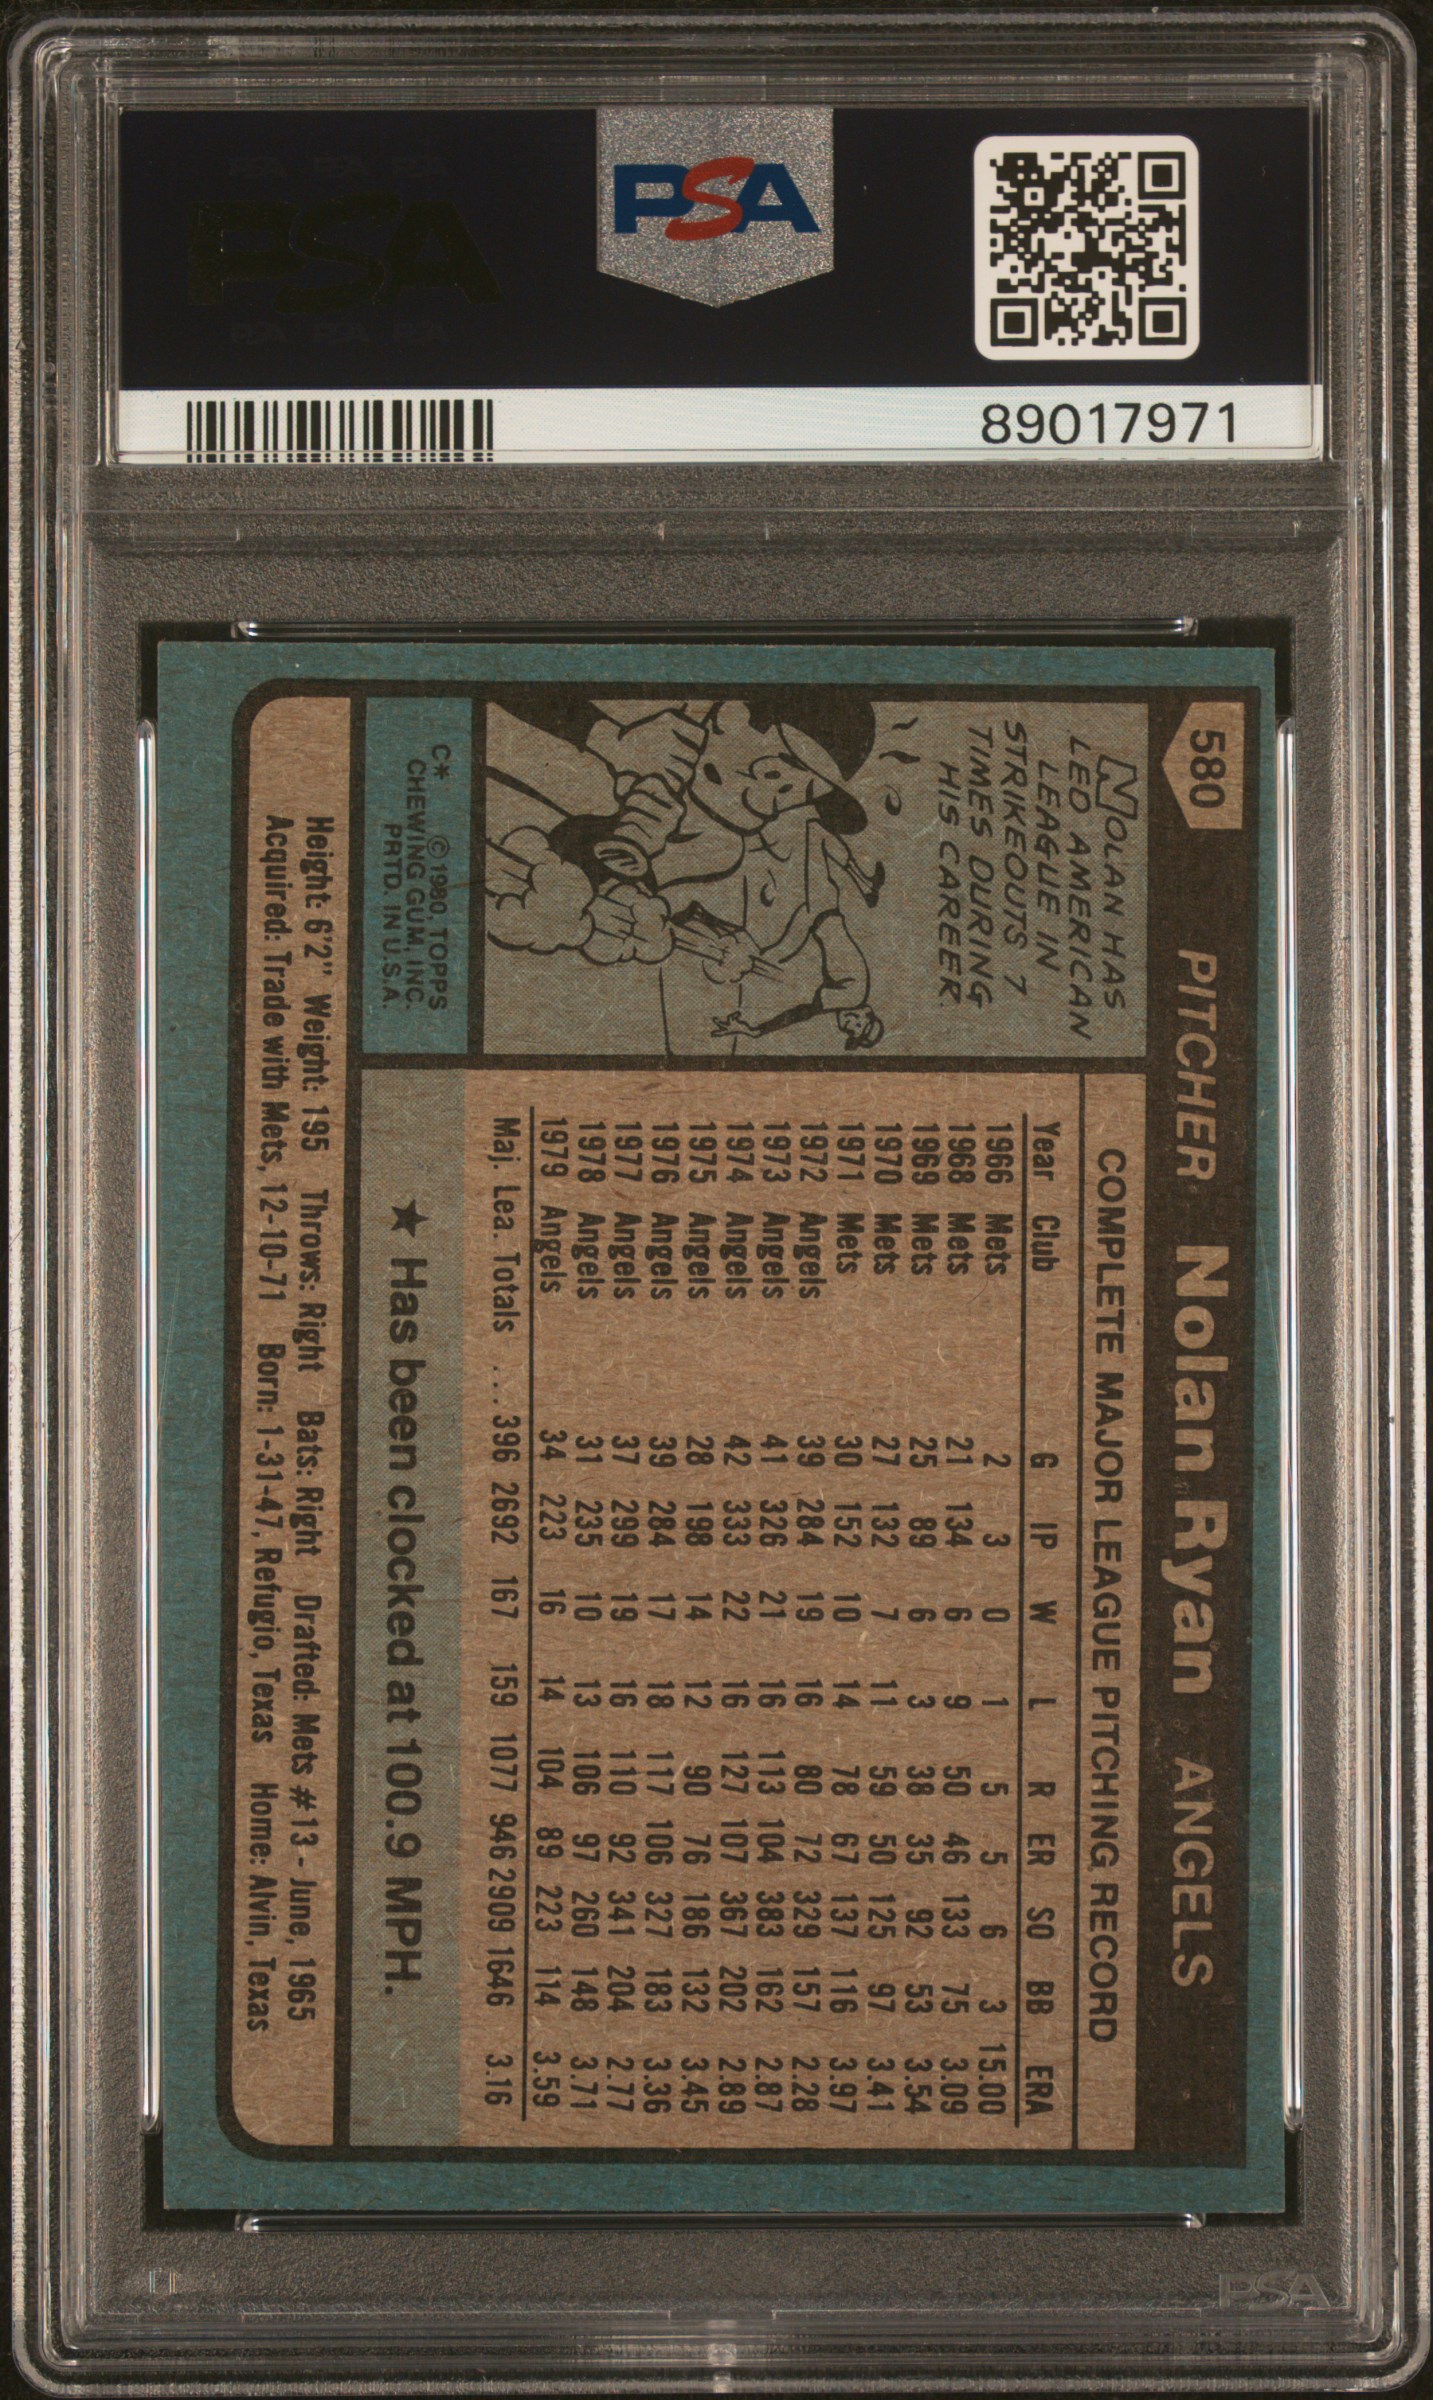 PSA
89017971
580
PITCHER Nolan Ryan ANGELS
NOLAN HAS
LED AMERICAN
LEAGUE IN
STRIKEOUTS 7
TIMES DURING
HIS CAREER.
C* ©1980, TOPPS
CHEWING GUM, INC.
PRTD. IN U.S.A.
COMPLETE MAJOR LEAGUE PITCHING RECORD
Year Club G IP W L R ER SO BB ERA
1966 Mets 2 3 0 1 5 5 6 3 15.00
1968 Mets 21 134 6 9 50 46 133 75 3.09
1969 Mets 25 89 6 3 38 35 92 53 3.54
1970 Mets 27 132 7 11 59 50 125 97 3.41
1971 Mets 30 152 10 14 78 67 137 116 3.97
1972 Angels 39 284 19 16 80 72 329 157 2.28
1973 Angels 41 326 21 16 113 104 383 162 2.87
1974 Angels 42 333 22 16 127 107 367 202 2.89
1975 Angels 28 198 14 12 90 76 186 132 3.45
1976 Angels 39 284 17 18 117 106 327 183 3.36
1977 Angels 37 299 19 16 110 92 341 204 2.77
1978 Angels 31 235 10 13 106 97 260 148 3.71
1979 Angels 34 223 16 14 104 89 223 114 3.59
Maj. Lea. Totals ... 396 2692 167 159 1077 946 2909 1646 3.16
★ Has been clocked at 100.9 MPH.
Height: 6'2" Weight: 195 Throws: Right Bats: Right Drafted: Mets #13 - June, 1965
Acquired: Trade with Mets, 12-10-71 Born: 1-31-47, Refugio, Texas Home: Alvin, Texas
PSA